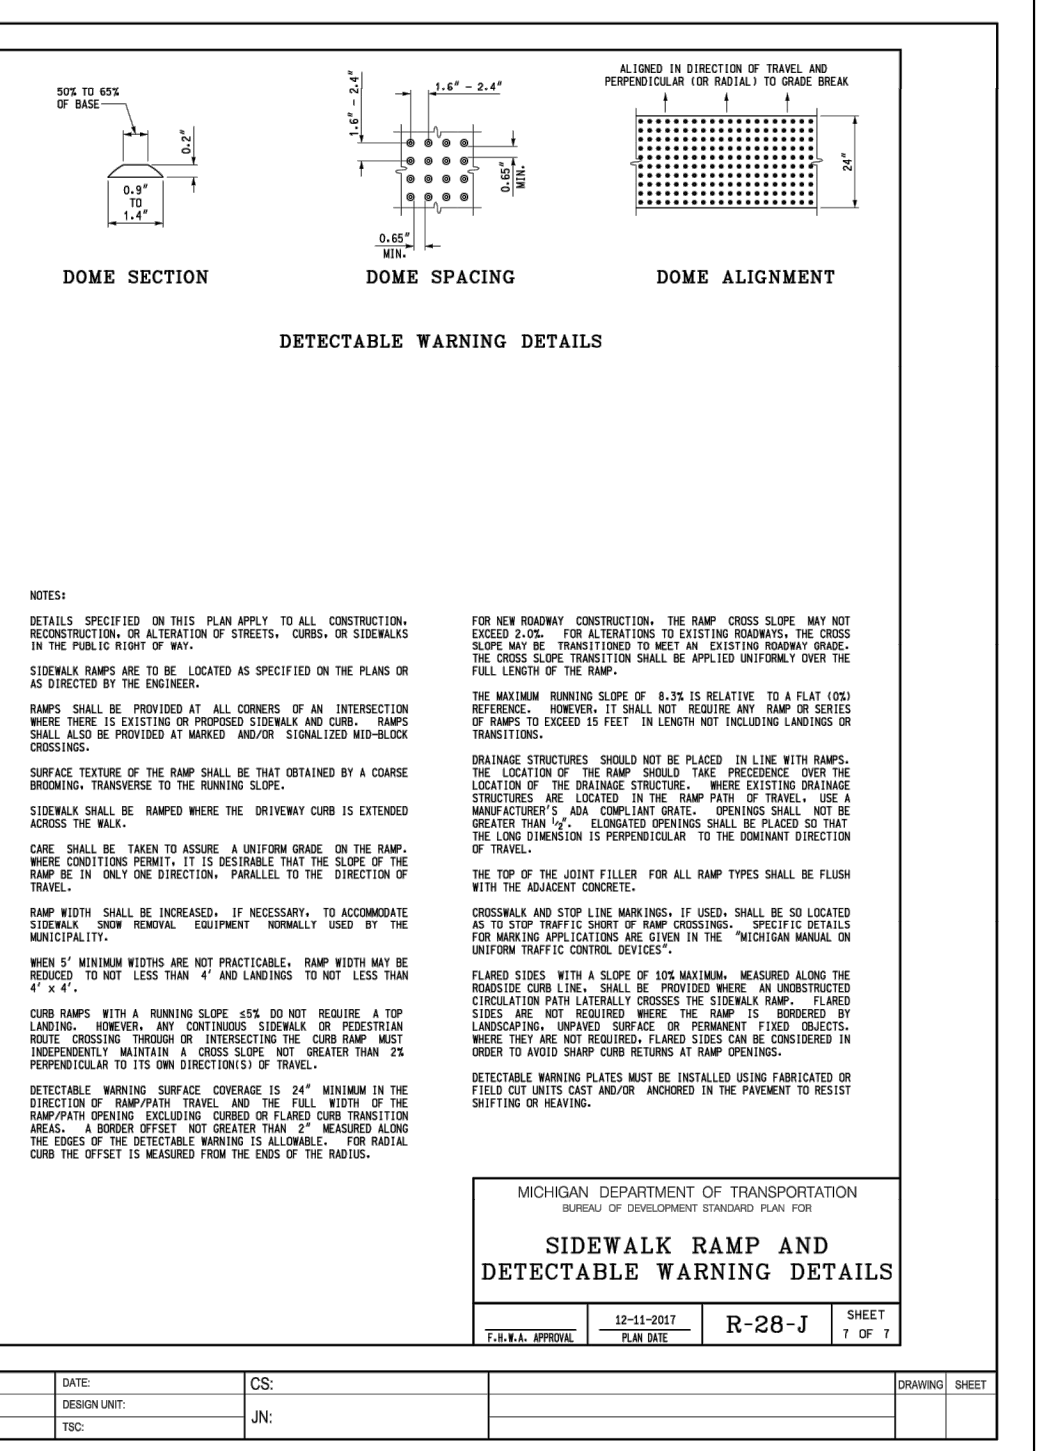 50% TO 65%
OF BASE
0.2"
0.9"
TO
1.4"
DOME SECTION
1.6" - 2.4"
1.6" - 2.4"
0.65"
MIN.
0.65"
MIN.
DOME SPACING
ALIGNED IN DIRECTION OF TRAVEL AND
PERPENDICULAR (OR RADIAL) TO GRADE BREAK
24"
DOME ALIGNMENT
DETECTABLE WARNING DETAILS
NOTES:
DETAILS SPECIFIED ON THIS PLAN APPLY TO ALL CONSTRUCTION,
RECONSTRUCTION, OR ALTERATION OF STREETS, CURBS, OR SIDEWALKS
IN THE PUBLIC RIGHT OF WAY.
SIDEWALK RAMPS ARE TO BE LOCATED AS SPECIFIED ON THE PLANS OR
AS DIRECTED BY THE ENGINEER.
RAMPS SHALL BE PROVIDED AT ALL CORNERS OF AN INTERSECTION
WHERE THERE IS EXISTING OR PROPOSED SIDEWALK AND CURB. RAMPS
SHALL ALSO BE PROVIDED AT MARKED AND/OR SIGNALIZED MID-BLOCK
CROSSINGS.
SURFACE TEXTURE OF THE RAMP SHALL BE THAT OBTAINED BY A COARSE
BROOMING, TRANSVERSE TO THE RUNNING SLOPE.
SIDEWALK SHALL BE RAMPED WHERE THE DRIVEWAY CURB IS EXTENDED
ACROSS THE WALK.
CARE SHALL BE TAKEN TO ASSURE A UNIFORM GRADE ON THE RAMP.
WHERE CONDITIONS PERMIT, IT IS DESIRABLE THAT THE SLOPE OF THE
RAMP BE IN ONLY ONE DIRECTION, PARALLEL TO THE DIRECTION OF
TRAVEL.
RAMP WIDTH SHALL BE INCREASED, IF NECESSARY, TO ACCOMMODATE
SIDEWALK SNOW REMOVAL EQUIPMENT NORMALLY USED BY THE
MUNICIPALITY.
WHEN 5' MINIMUM WIDTHS ARE NOT PRACTICABLE, RAMP WIDTH MAY BE
REDUCED TO NOT LESS THAN 4' AND LANDINGS TO NOT LESS THAN
4' x 4'.
CURB RAMPS WITH A RUNNING SLOPE ≤5% DO NOT REQUIRE A TOP
LANDING. HOWEVER, ANY CONTINUOUS SIDEWALK OR PEDESTRIAN
ROUTE CROSSING THROUGH OR INTERSECTING THE CURB RAMP MUST
INDEPENDENTLY MAINTAIN A CROSS SLOPE NOT GREATER THAN 2%
PERPENDICULAR TO ITS OWN DIRECTION(S) OF TRAVEL.
DETECTABLE WARNING SURFACE COVERAGE IS 24" MINIMUM IN THE
DIRECTION OF RAMP/PATH TRAVEL AND THE FULL WIDTH OF THE
RAMP/PATH OPENING EXCLUDING CURBED OR FLARED CURB TRANSITION
AREAS. A BORDER OFFSET NOT GREATER THAN 2" MEASURED ALONG
THE EDGES OF THE DETECTABLE WARNING IS ALLOWABLE. FOR RADIAL
CURB THE OFFSET IS MEASURED FROM THE ENDS OF THE RADIUS.
FOR NEW ROADWAY CONSTRUCTION, THE RAMP CROSS SLOPE MAY NOT
EXCEED 2.0%. FOR ALTERATIONS TO EXISTING ROADWAYS, THE CROSS
SLOPE MAY BE TRANSITIONED TO MEET AN EXISTING ROADWAY GRADE.
THE CROSS SLOPE TRANSITION SHALL BE APPLIED UNIFORMLY OVER THE
FULL LENGTH OF THE RAMP.
THE MAXIMUM RUNNING SLOPE OF 8.3% IS RELATIVE TO A FLAT (0%)
REFERENCE. HOWEVER, IT SHALL NOT REQUIRE ANY RAMP OR SERIES
OF RAMPS TO EXCEED 15 FEET IN LENGTH NOT INCLUDING LANDINGS OR
TRANSITIONS.
DRAINAGE STRUCTURES SHOULD NOT BE PLACED IN LINE WITH RAMPS.
THE LOCATION OF THE RAMP SHOULD TAKE PRECEDENCE OVER THE
LOCATION OF THE DRAINAGE STRUCTURE. WHERE EXISTING DRAINAGE
STRUCTURES ARE LOCATED IN THE RAMP PATH OF TRAVEL, USE A
MANUFACTURER'S ADA COMPLIANT GRATE. OPENINGS SHALL NOT BE
GREATER THAN 1/2". ELONGATED OPENINGS SHALL BE PLACED SO THAT
THE LONG DIMENSION IS PERPENDICULAR TO THE DOMINANT DIRECTION
OF TRAVEL.
THE TOP OF THE JOINT FILLER FOR ALL RAMP TYPES SHALL BE FLUSH
WITH THE ADJACENT CONCRETE.
CROSSWALK AND STOP LINE MARKINGS, IF USED, SHALL BE SO LOCATED
AS TO STOP TRAFFIC SHORT OF RAMP CROSSINGS. SPECIFIC DETAILS
FOR MARKING APPLICATIONS ARE GIVEN IN THE "MICHIGAN MANUAL ON
UNIFORM TRAFFIC CONTROL DEVICES".
FLARED SIDES WITH A SLOPE OF 10% MAXIMUM, MEASURED ALONG THE
ROADSIDE CURB LINE, SHALL BE PROVIDED WHERE AN UNOBSTRUCTED
CIRCULATION PATH LATERALLY CROSSES THE SIDEWALK RAMP. FLARED
SIDES ARE NOT REQUIRED WHERE THE RAMP IS BORDERED BY
LANDSCAPING, UNPAVED SURFACE OR PERMANENT FIXED OBJECTS.
WHERE THEY ARE NOT REQUIRED, FLARED SIDES CAN BE CONSIDERED IN
ORDER TO AVOID SHARP CURB RETURNS AT RAMP OPENINGS.
DETECTABLE WARNING PLATES MUST BE INSTALLED USING FABRICATED OR
FIELD CUT UNITS CAST AND/OR ANCHORED IN THE PAVEMENT TO RESIST
SHIFTING OR HEAVING.
MICHIGAN DEPARTMENT OF TRANSPORTATION
BUREAU OF DEVELOPMENT STANDARD PLAN FOR
SIDEWALK RAMP AND
DETECTABLE WARNING DETAILS
F.H.W.A. APPROVAL
12-11-2017
PLAN DATE
R-28-J
SHEET
7 OF 7
DATE:
DESIGN UNIT:
TSC:
CS:
JN:
DRAWING
SHEET